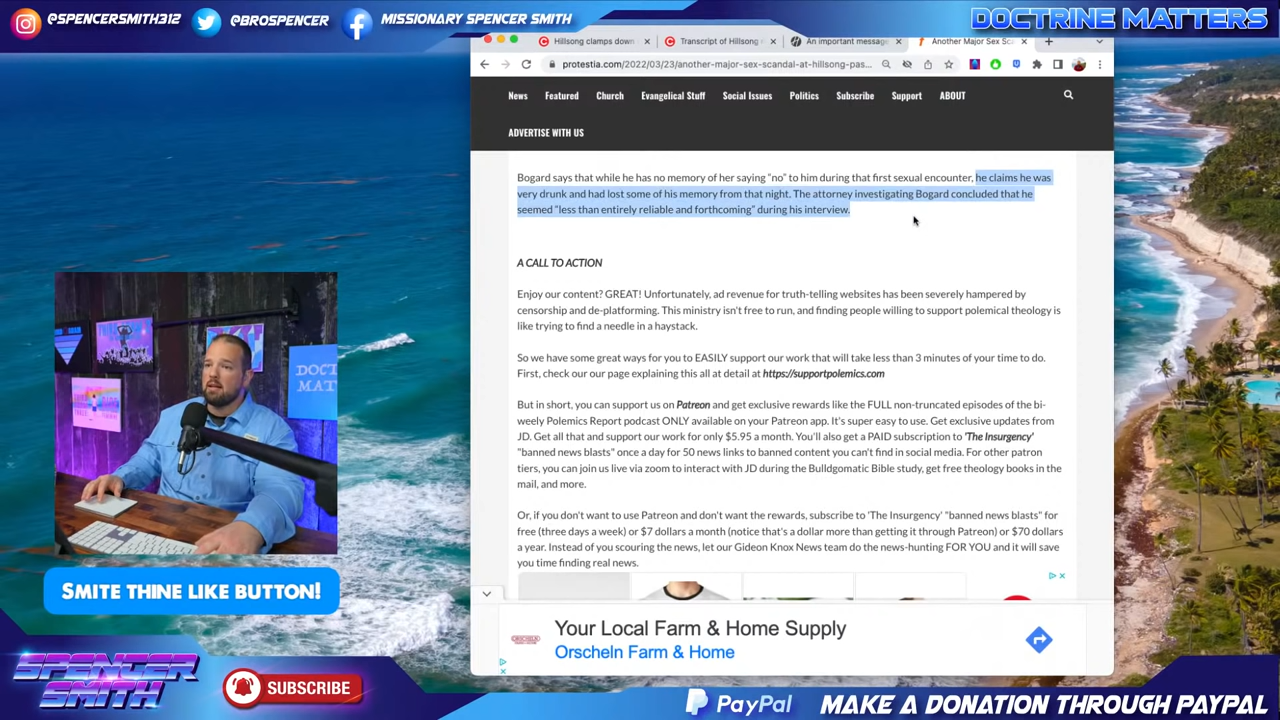 @SPENCERSMITH312
@BROSPENCER
MISSIONARY SPENCER SMITH
DOCTRINE MATTERS
Hillsong clamps down
Transcript of Hillsong
An important message
Another Major Sex Sca
protestia.com/2022/03/23/another-major-sex-scandal-at-hillsong-pas...
News
Featured
Church
Evangelical Stuff
Social Issues
Politics
Subscribe
Support
ABOUT
ADVERTISE WITH US
Bogard says that while he has no memory of her saying "no" to him during that first sexual encounter, he claims he was
very drunk and had lost some of his memory from that night. The attorney investigating Bogard concluded that he
seemed "less than entirely reliable and forthcoming" during his interview.
A CALL TO ACTION
Enjoy our content? GREAT! Unfortunately, ad revenue for truth-telling websites has been severely hampered by
censorship and de-platforming. This ministry isn't free to run, and finding people willing to support polemical theology is
like trying to find a needle in a haystack.
So we have some great ways for you to EASILY support our work that will take less than 3 minutes of your time to do.
First, check our our page explaining this all at detail at https://supportpolemics.com
But in short, you can support us on Patreon and get exclusive rewards like the FULL non-truncated episodes of the bi-
weekly Polemics Report podcast ONLY available on your Patreon app. It's super easy to use. Get exclusive updates from
JD. Get all that and support our work for only $5.95 a month. You'll also get a PAID subscription to 'The Insurgency'
"banned news blasts" once a day for 50 news links to banned content you can't find in social media. For other patron
tiers, you can join us live via zoom to interact with JD during the Bulldgomatic Bible study, get free theology books in the
mail, and more.
Or, if you don't want to use Patreon and don't want the rewards, subscribe to 'The Insurgency' "banned news blasts" for
free (three days a week) or $7 dollars a month (notice that's a dollar more than getting it through Patreon) or $70 dollars
a year. Instead of you scouring the news, let our Gideon Knox News team do the news-hunting FOR YOU and it will save
you time finding real news.
DOCT
MAT
SMITE THINE LIKE BUTTON!
Your Local Farm & Home Supply
Orscheln Farm & Home
SPENCER
SMITH
SUBSCRIBE
PayPal
MAKE A DONATION THROUGH PAYPAL